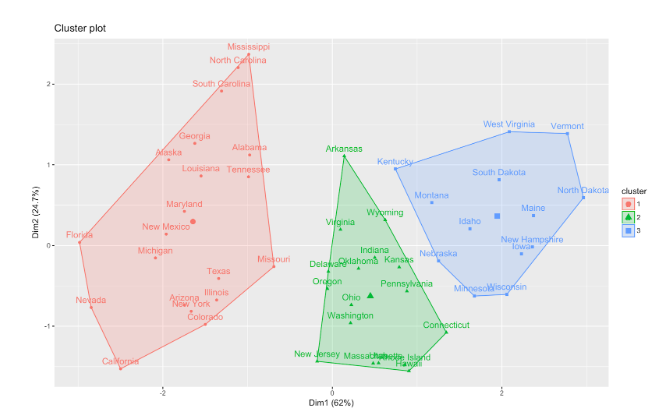 Cluster plot
Mississippi
North Carolina
South Carolina
Georgia
Alabama
Alaska
Louisiana
Tennessee
Maryland
New Mexico
Florida
Michigan
Missouri
Texas
Nevada
Arizona
Illinois
New York
Colorado
California
Arkansas
Virginia
Wyoming
Indiana
Delaware
Oklahoma
Kansas
Oregon
Pennsylvania
Ohio
Washington
Connecticut
New Jersey
Massachusetts
Rhode Island
Hawaii
West Virginia
Vermont
Kentucky
South Dakota
Montana
North Dakota
Maine
Idaho
New Hampshire
Iowa
Nebraska
Minnesota
Wisconsin
2
1
0
-1
-2
0
2
Dim1 (62%)
Dim2 (24.7%)
cluster
1
2
3